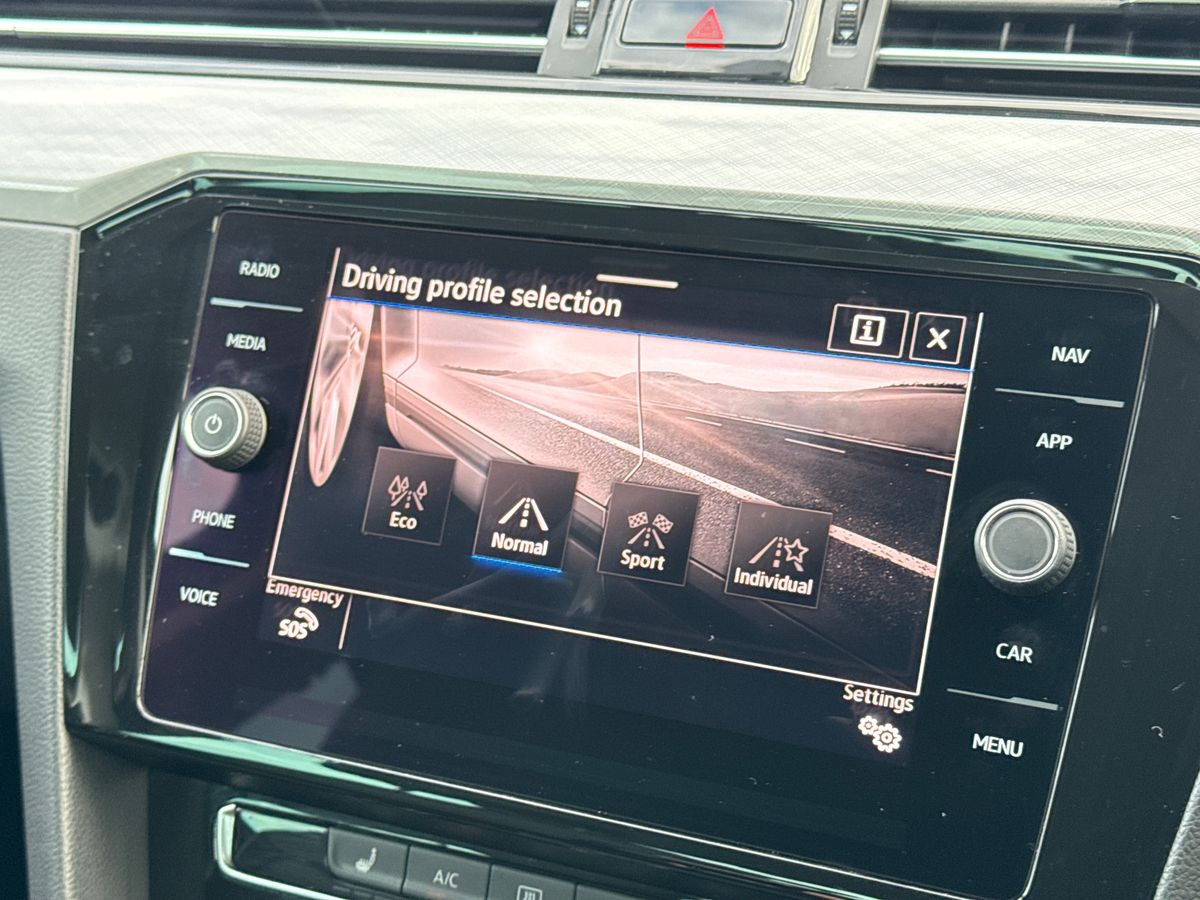 RADIO
MEDIA
PHONE
VOICE
Driving profile selection
i
Eco
Normal
Sport
Individual
Emergency
SOS
Settings
NAV
APP
CAR
MENU
A/C